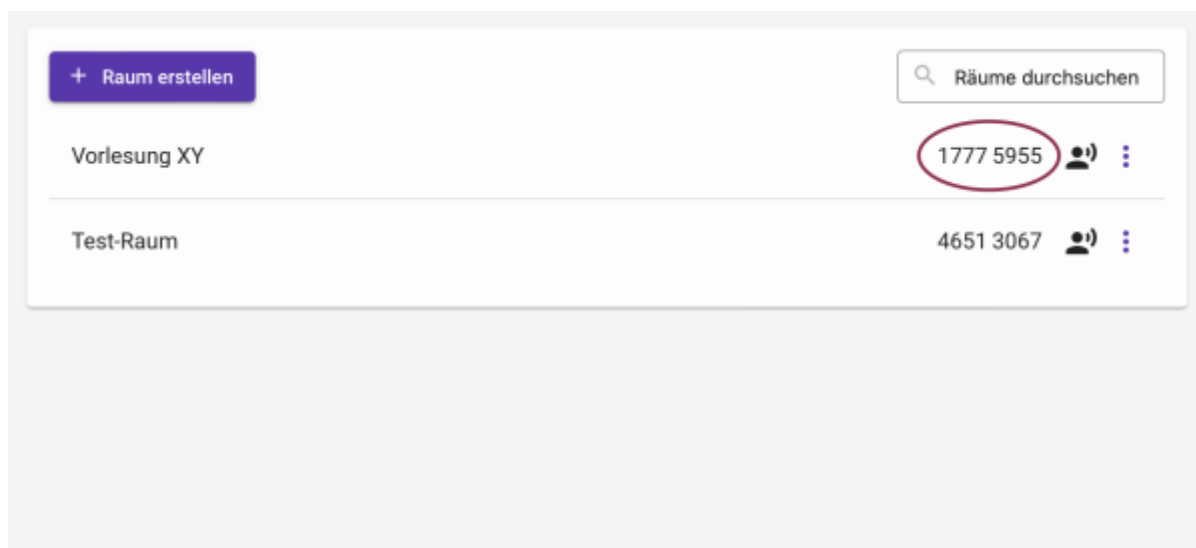 + Raum erstellen
Räume durchsuchen
Vorlesung XY 1777 5955
Test-Raum 4651 3067